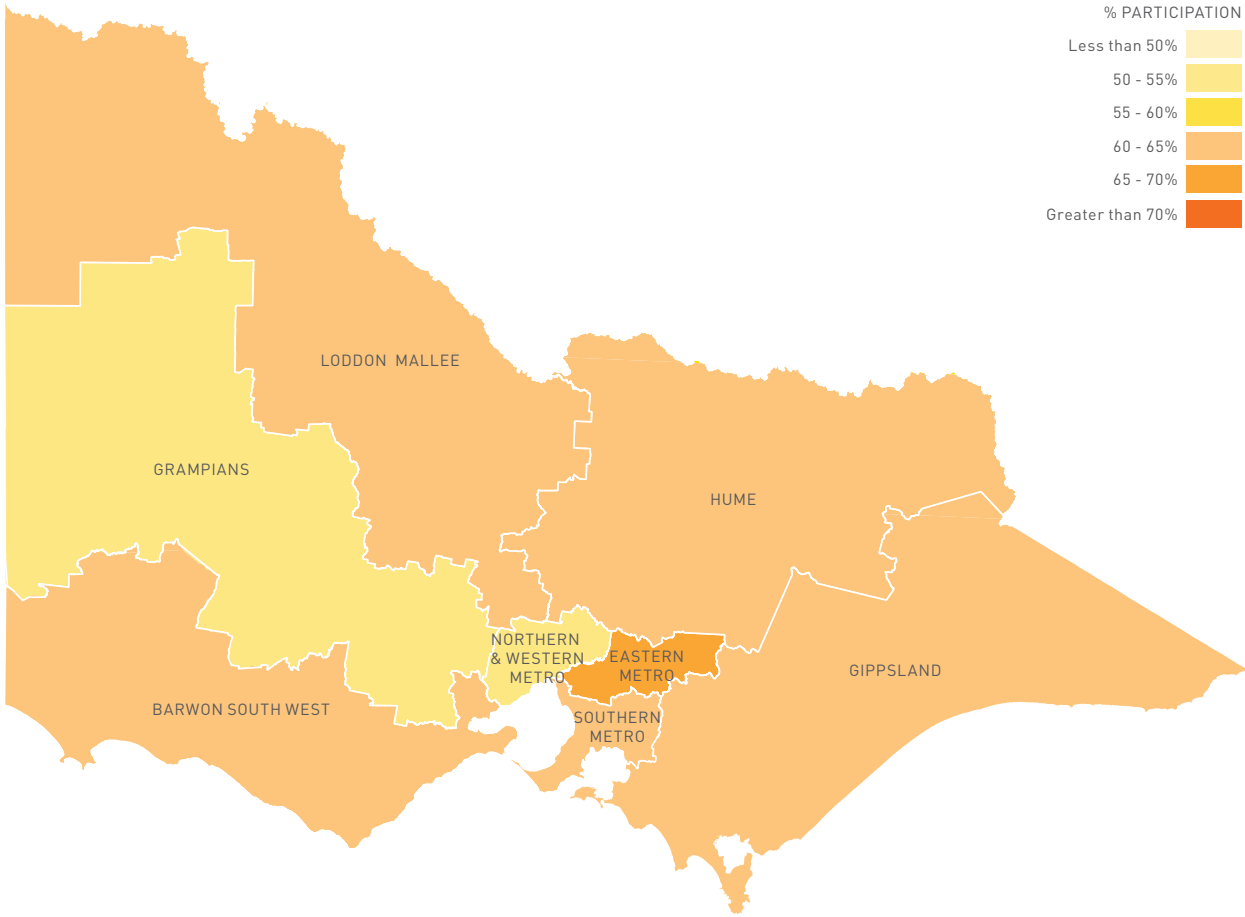 % PARTICIPATION
Less than 50%
50 - 55%
55 - 60%
60 - 65%
65 - 70%
Greater than 70%
LODDON MALLEE
GRAMPIANS
HUME
NORTHERN
& WESTERN
METRO
EASTERN
METRO
GIPPSLAND
BARWON SOUTH WEST
SOUTHERN
METRO